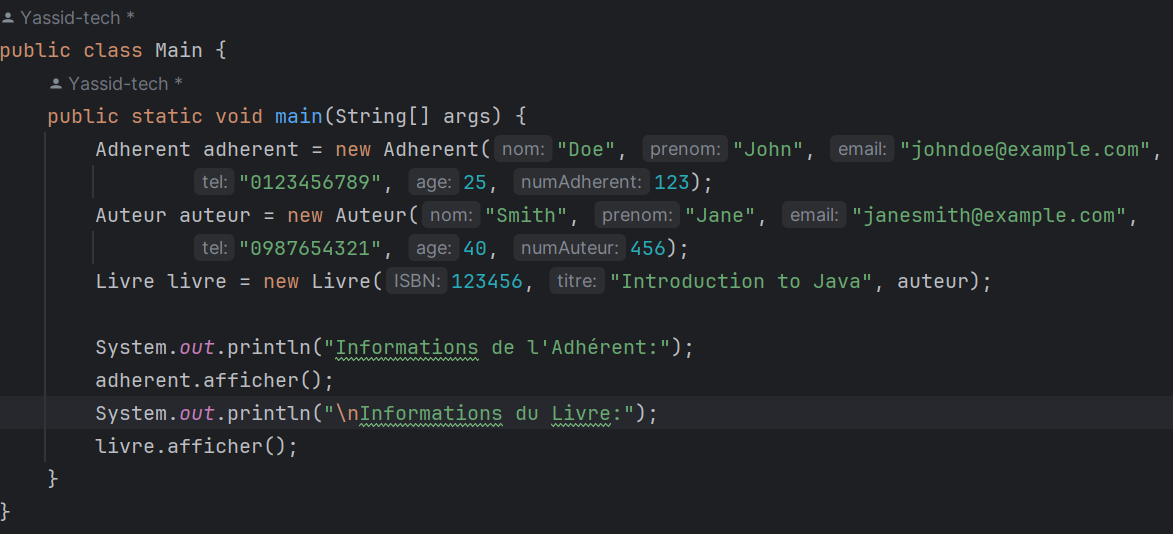 Yassid-tech *
public class Main {
Yassid-tech *
public static void main(String[] args) {
Adherent adherent = new Adherent( nom: "Doe", prenom: "John", email: "johndoe@example.com",
tel: "0123456789", age: 25, numAdherent: 123);
Auteur auteur = new Auteur( nom: "Smith", prenom: "Jane", email: "janesmith@example.com",
tel: "0987654321", age: 40, numAuteur: 456);
Livre livre = new Livre( ISBN: 123456, titre: "Introduction to Java", auteur);
System.out.println("Informations de l'Adhérent:");
adherent.afficher();
System.out.println("\nInformations du Livre:");
livre.afficher();
}
}